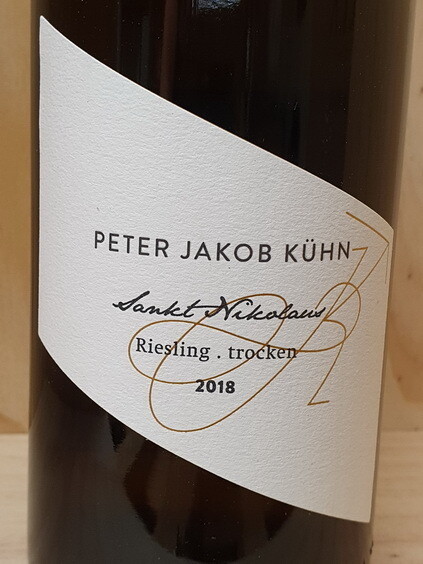 PETER JAKOB KÜHN
Sankt Nikolaus
Riesling . trocken
2018